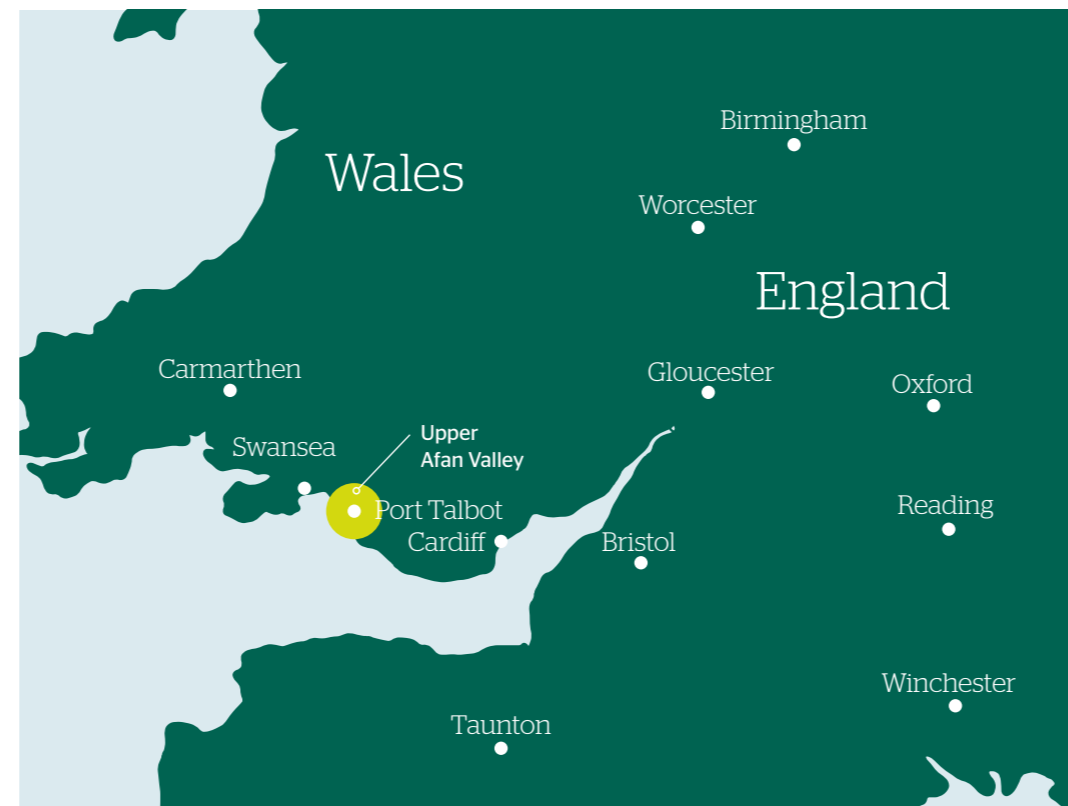 Birmingham
Wales
Worcester
England
Carmarthen
Gloucester
Oxford
Upper
Afan Valley
Swansea
Port Talbot
Reading
Cardiff
Bristol
Winchester
Taunton